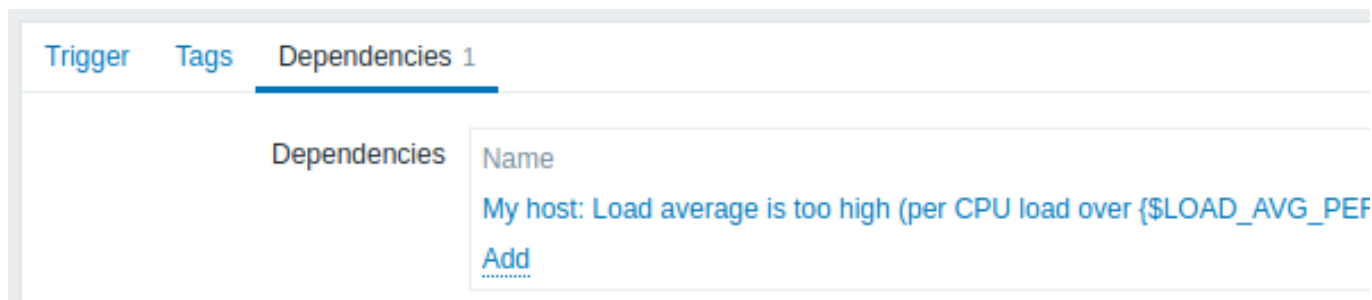 Trigger Tags Dependencies 1
Dependencies Name
My host: Load average is too high (per CPU load over {$LOAD_AVG_PER
Add